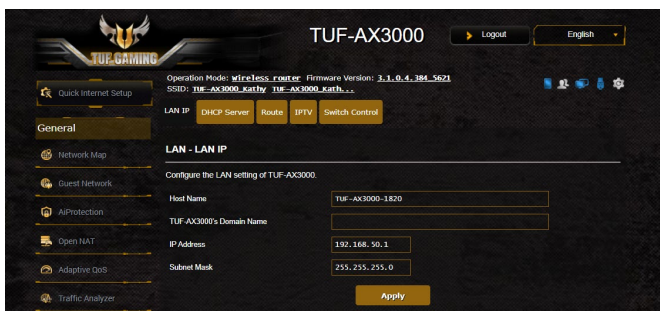 TUF GAMING
TUF-AX3000
Logout
English
Quick Internet Setup
Operation Mode: Wireless router Firmware Version: 3.1.0.4.384_5621
SSID: TUF-AX3000_Kathy TUF-AX3000_Kath...
LAN IP DHCP Server Route IPTV Switch Control
General
Network Map
Guest Network
AiProtection
Open NAT
Adaptive QoS
Traffic Analyzer
LAN - LAN IP
Configure the LAN setting of TUF-AX3000.
Host Name TUF-AX3000-1820
TUF-AX3000's Domain Name
IP Address 192.168.50.1
Subnet Mask 255.255.255.0
Apply